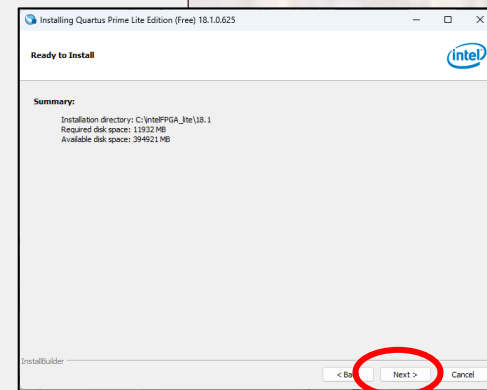 Installing Quartus Prime Lite Edition (Free) 18.1.0.625
Ready to Install
intel
Summary:
Installation directory: C:\intelFPGA_lite\18.1
Required disk space: 11932 MB
Available disk space: 394921 MB
InstallBuilder
< Ba
Next >
Cancel